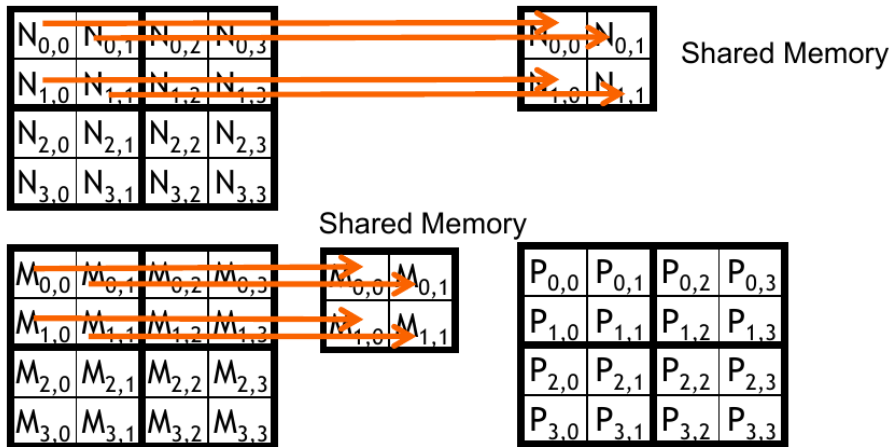 N0,0 N0,1 N0,2 N0,3
N1,0 N1,1 N1,2 N1,3
N2,0 N2,1 N2,2 N2,3
N3,0 N3,1 N3,2 N3,3
N0,0 N0,1
N1,0 N1,1
Shared Memory
Shared Memory
M0,0 M0,1 M0,2 M0,3
M1,0 M1,1 M1,2 M1,3
M2,0 M2,1 M2,2 M2,3
M3,0 M3,1 M3,2 M3,3
M0,0 M0,1
M1,0 M1,1
P0,0 P0,1 P0,2 P0,3
P1,0 P1,1 P1,2 P1,3
P2,0 P2,1 P2,2 P2,3
P3,0 P3,1 P3,2 P3,3